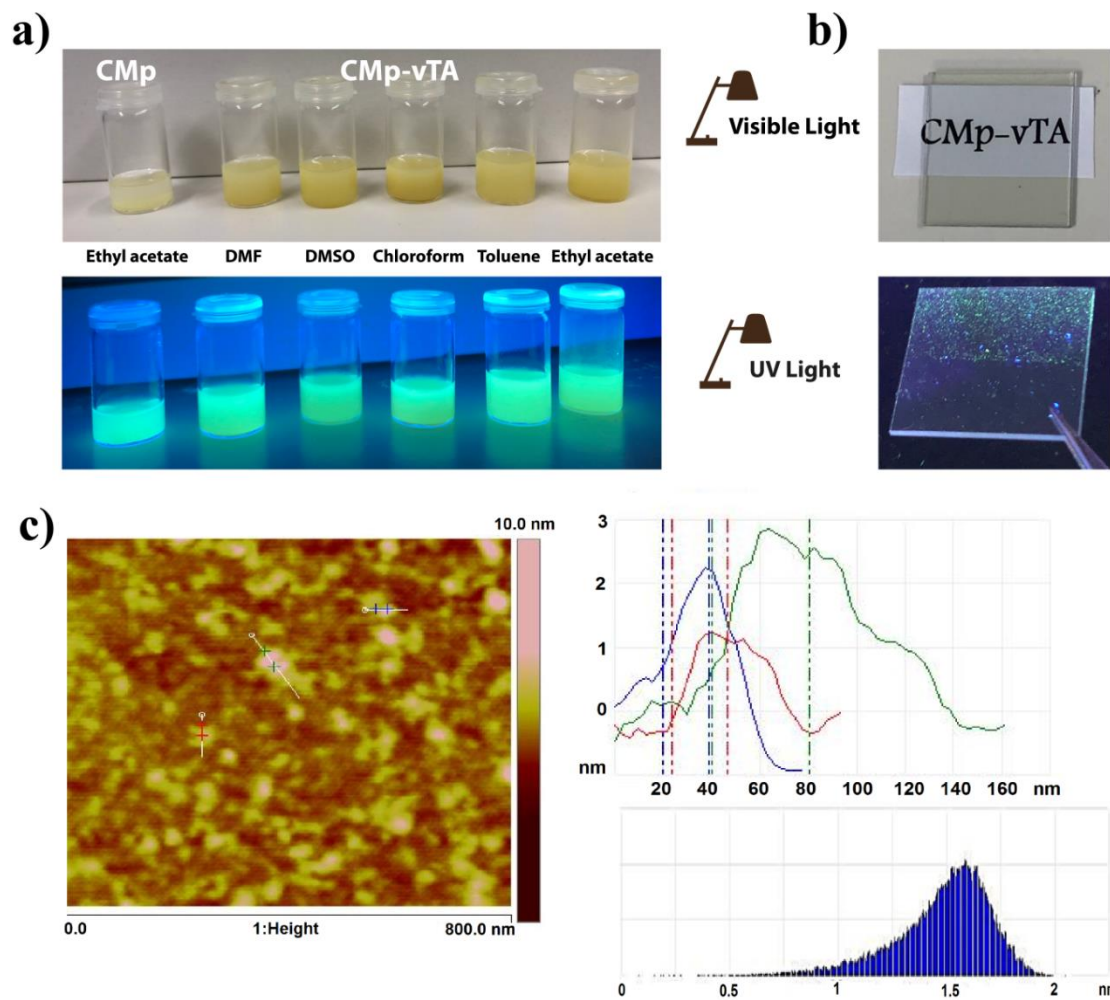 a)
b)
CMp
CMp-vTA
Visible Light
CMp-vTA
Ethyl acetate
DMF
DMSO
Chloroform
Toluene
Ethyl acetate
UV Light
c)
10.0 nm
0.0
1:Height
800.0 nm
3
2
1
0
nm
20
40
60
80
100
120
140
160
nm
0
0.5
1
1.5
2
nm